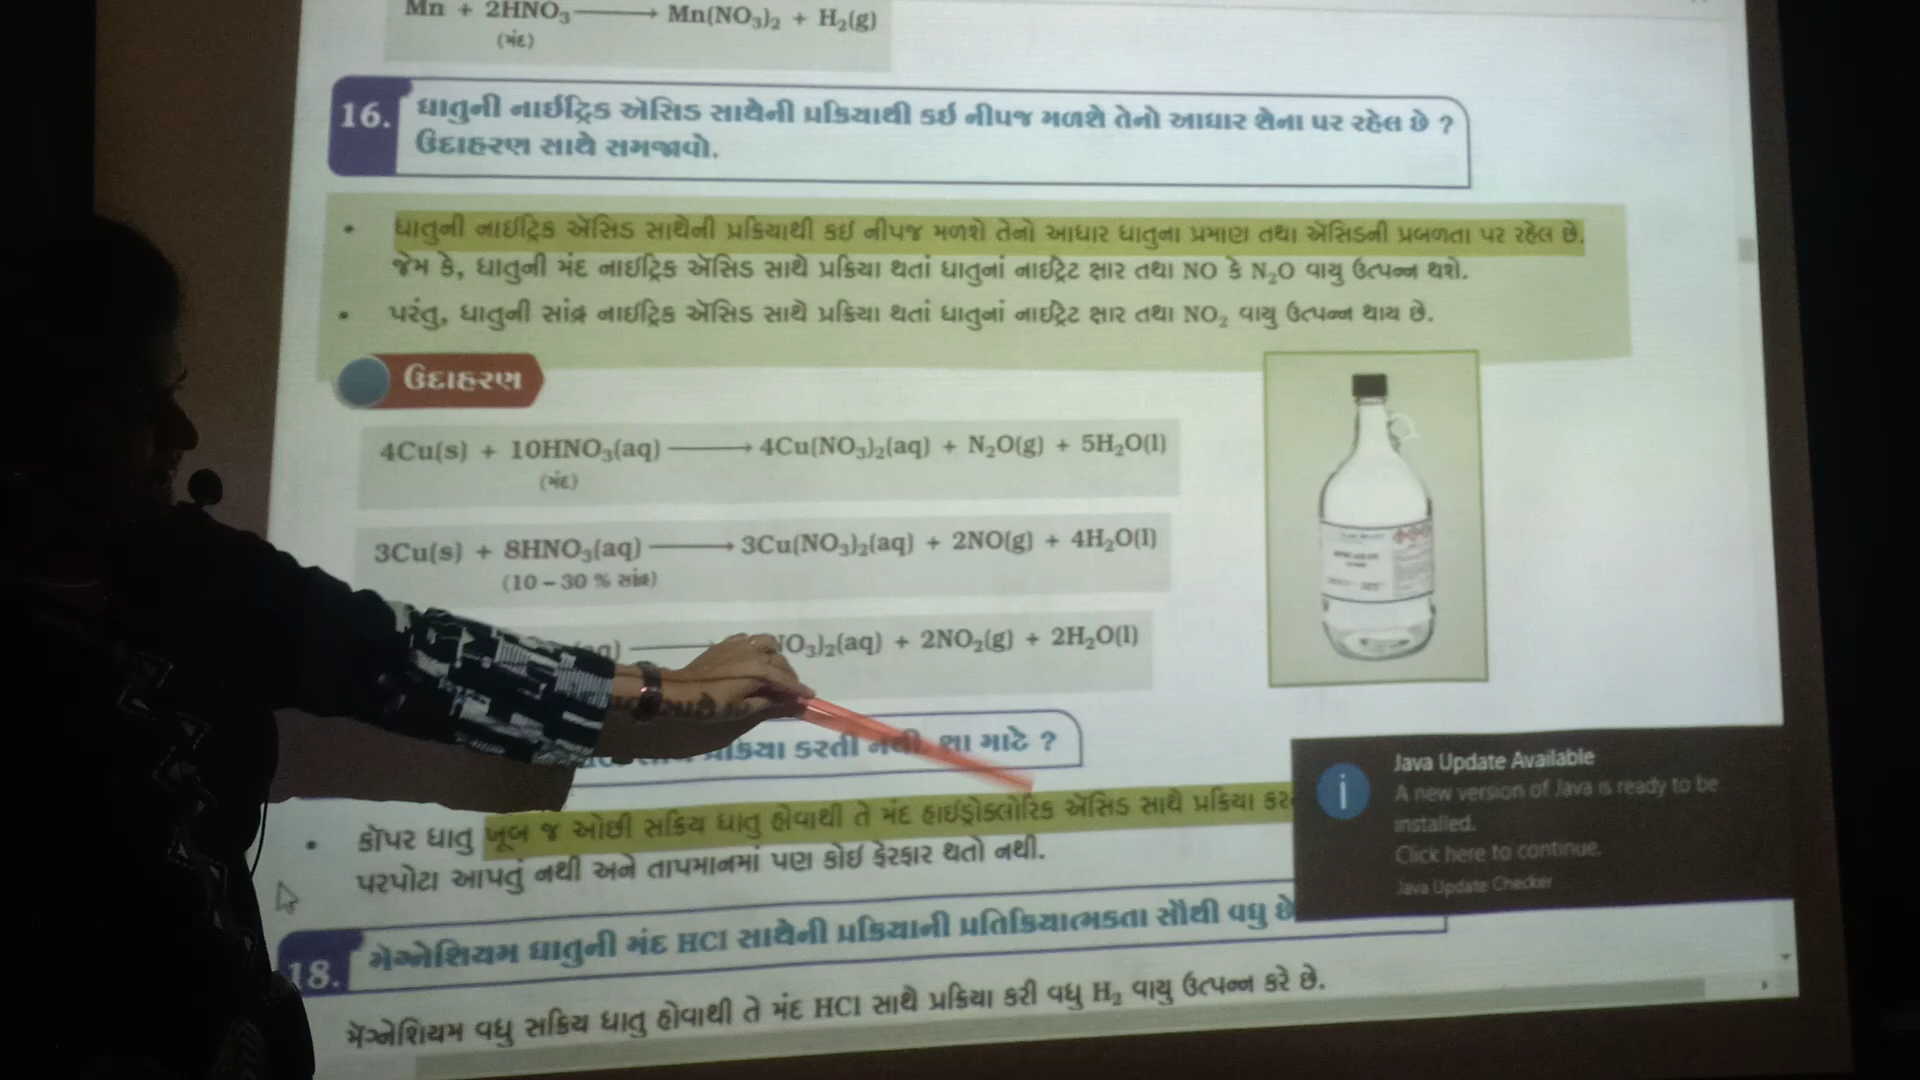 Mn + 2HNO₃ ⟶ Mn(NO₃)₂ + H₂(g)
(મંદ)
16. ધાતુની નાઈટ્રિક ઍસિડ સાથેની પ્રક્રિયાથી કઈ નીપજ મળશે તેનો આધાર શેના પર રહેલ છે ?
ઉદાહરણ સાથે સમજાવો.
• ધાતુની નાઈટ્રિક ઍસિડ સાથેની પ્રક્રિયાથી કઈ નીપજ મળશે તેનો આધાર ધાતુના પ્રમાણ તથા ઍસિડની પ્રબળતા પર રહેલ છે.
જેમ કે, ધાતુની મંદ નાઈટ્રિક ઍસિડ સાથે પ્રક્રિયા થતાં ધાતુનાં નાઈટ્રેટ ક્ષાર તથા NO કે N₂O વાયુ ઉત્પન્ન થશે.
• પરંતુ, ધાતુની સાંદ્ર નાઈટ્રિક ઍસિડ સાથે પ્રક્રિયા થતાં ધાતુનાં નાઈટ્રેટ ક્ષાર તથા NO₂ વાયુ ઉત્પન્ન થાય છે.
ઉદાહરણ
4Cu(s) + 10HNO₃(aq) ⟶ 4Cu(NO₃)₂(aq) + N₂O(g) + 5H₂O(l)
(મંદ)
3Cu(s) + 8HNO₃(aq) ⟶ 3Cu(NO₃)₂(aq) + 2NO(g) + 4H₂O(l)
(10 – 30 % સાંદ્ર)
⟶ NO₃)₂(aq) + 2NO₂(g) + 2H₂O(l)
પ્રક્રિયા કરતી નથી શા માટે ?
• કૉપર ધાતુ ખૂબ જ ઓછી સક્રિય ધાતુ હોવાથી તે મંદ હાઈડ્રોક્લોરિક ઍસિડ સાથે પ્રક્રિયા કર
પરપોટા આપતું નથી અને તાપમાનમાં પણ કોઈ ફેરફાર થતો નથી.
18. મૅગ્નેશિયમ ધાતુની મંદ HCl સાથેની પ્રક્રિયાની પ્રતિક્રિયાત્મકતા સૌથી વધુ છે
મૅગ્નેશિયમ વધુ સક્રિય ધાતુ હોવાથી તે મંદ HCl સાથે પ્રક્રિયા કરી વધુ H₂ વાયુ ઉત્પન્ન કરે છે.
Java Update Available
A new version of Java is ready to be
installed.
Click here to continue.
Java Update Checker